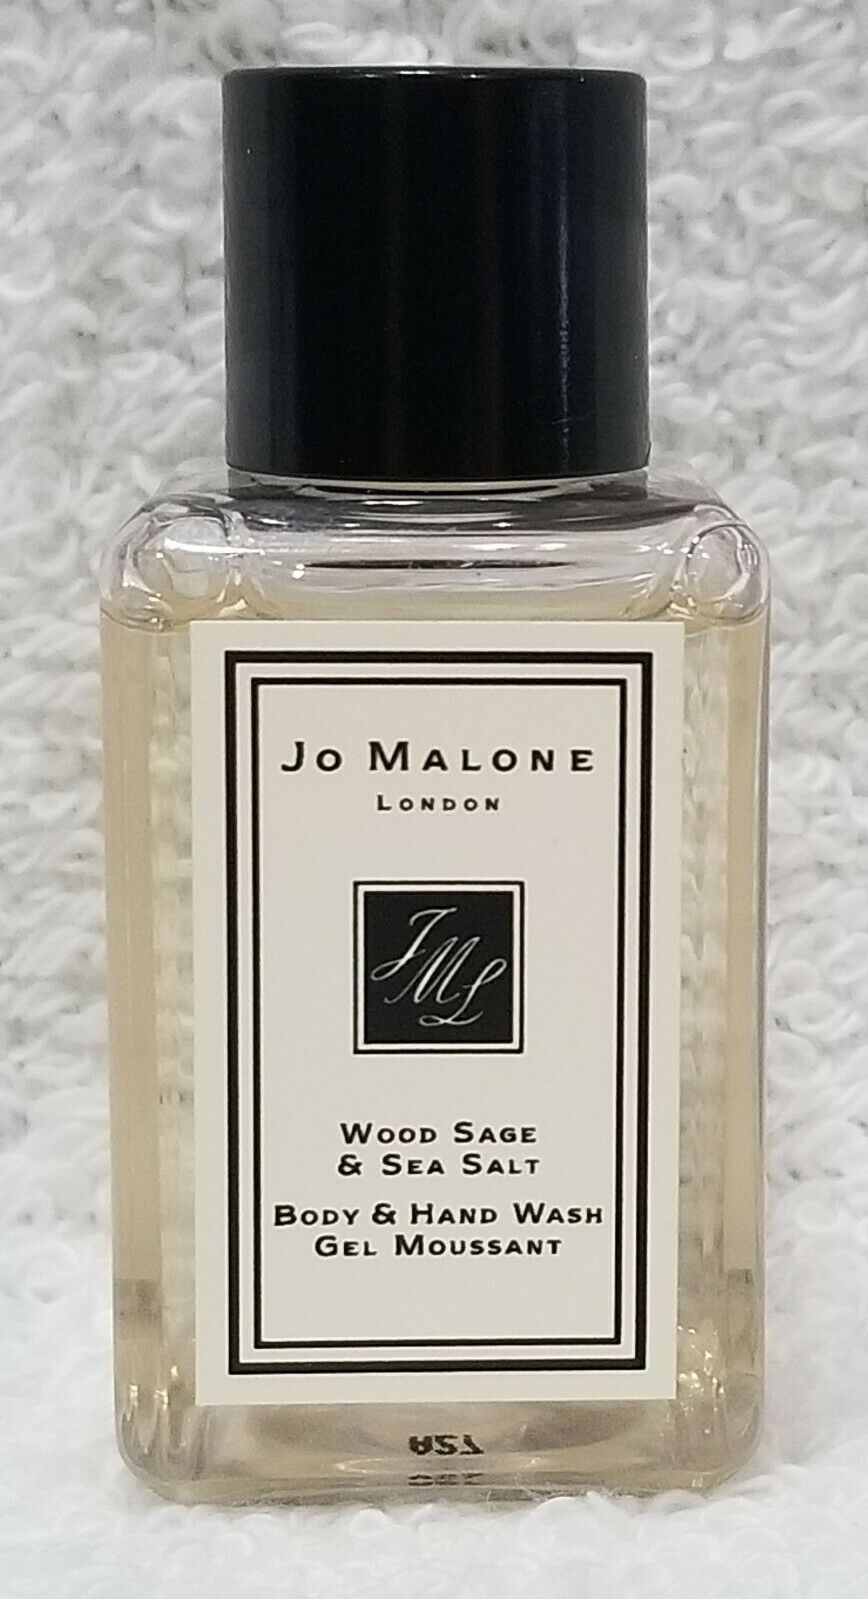 Jo Malone
London
JML
Wood Sage
& Sea Salt
Body & Hand Wash
Gel Moussant